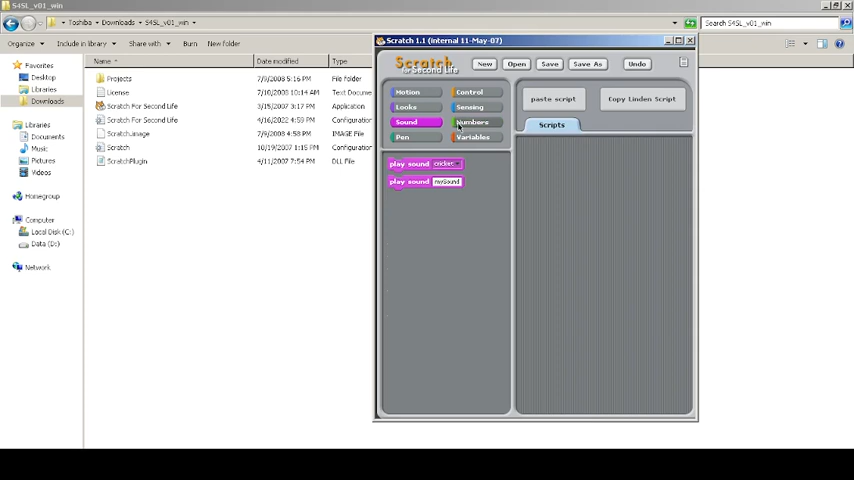 S4SL_v01_win
Toshiba ▸ Downloads ▸ S4SL_v01_win
Search S4SL_v01_win
Organize
Include in library
Share with
Burn
New folder
Favorites
Desktop
Libraries
Downloads
Libraries
Documents
Music
Pictures
Videos
Homegroup
Computer
Local Disk (C:)
Data (D:)
Network
Name
Date modified
Type
Projects
7/9/2008 5:16 PM
File folder
License
7/20/2008 10:14 AM
Text Docume
Scratch For Second Life
4/16/2007 3:13 PM
Application
Scratch.image
7/9/2008 4:58 PM
IMAGE File
Scratch For Second Life
4/16/2022 4:59 PM
Configuration
Scratch
10/19/2007 1:15 PM
Configuration
ScratchPlugin
4/11/2007 7:54 PM
DLL File
Scratch 1.1 (internal 11-May-07)
Scratch
for Second Life
New
Open
Save
Save As
Undo
Motion
Control
Looks
Sensing
Sound
Numbers
Pen
Variables
play sound cricket
play sound mySound
paste script
Copy Linden Script
Scripts